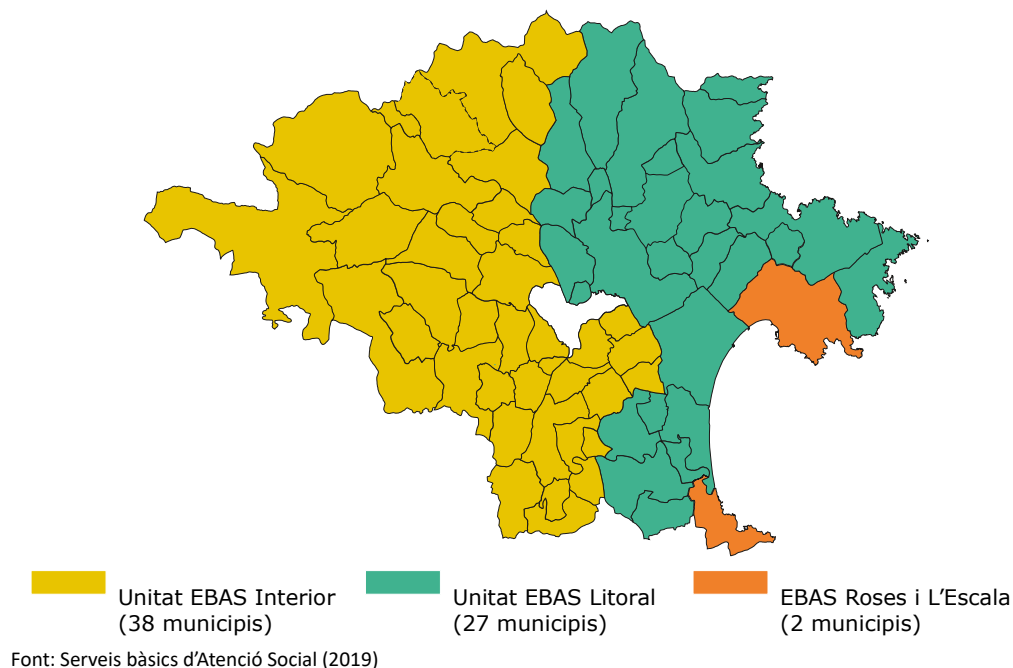 Unitat EBAS Interior
(38 municipis)
Unitat EBAS Litoral
(27 municipis)
EBAS Roses i L'Escala
(2 municipis)
Font: Serveis bàsics d'Atenció Social (2019)